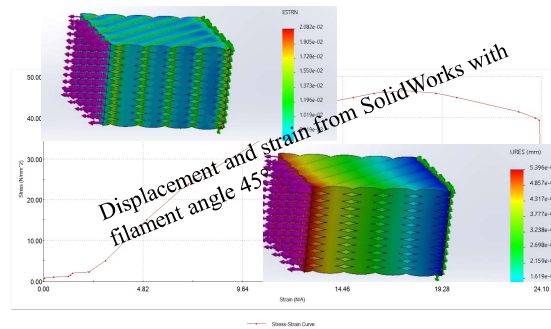 ESTRN
2.082e-02
1.905e-02
1.728e-02
1.550e-02
1.373e-02
1.196e-02
1.019e-02
50.00
40.00
30.00
20.00
10.00
0.00
Stress (N/mm^2)
Displacement and strain from SolidWorks with
filament angle 45
URES (mm)
5.396e-
4.857e-
4.317e-
3.777e-
3.238e-
2.698e-
2.159e-
1.619e-
0.00
4.82
9.64
14.46
19.28
24.10
Strain (N/A)
Stress-Strain Curve